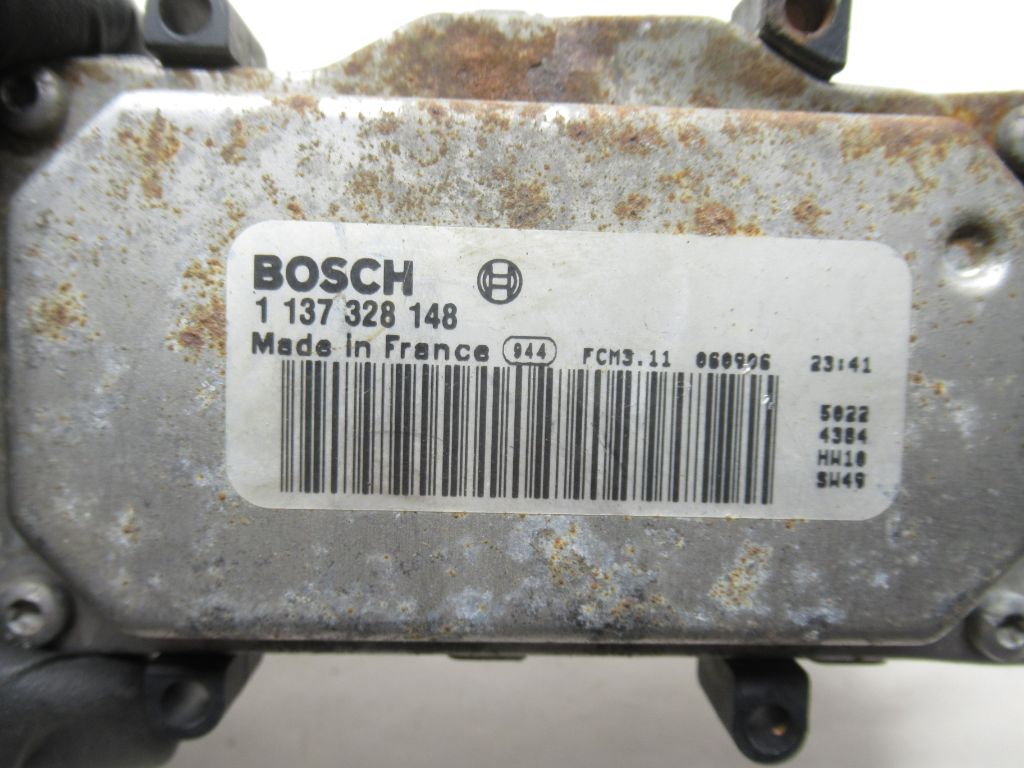 BOSCH
1 137 328 148
Made in France 944 FCM3.11 060906 23:41
5022
4384
HW10
SW49